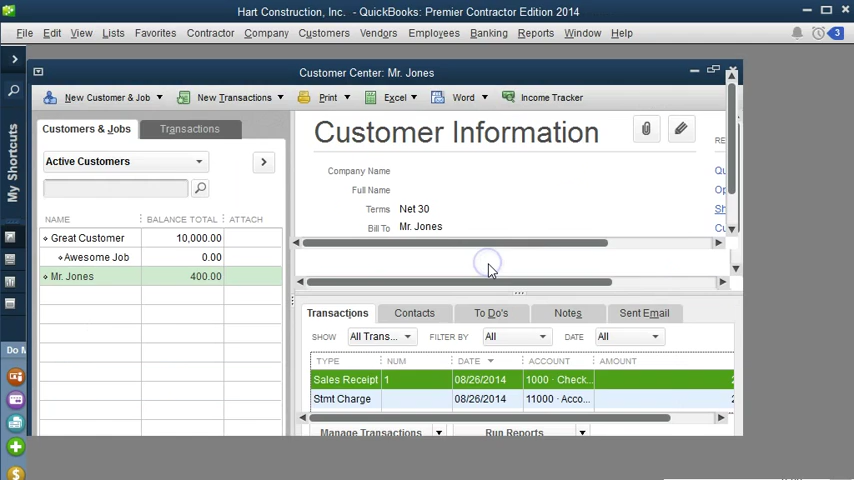 Hart Construction, Inc. - QuickBooks: Premier Contractor Edition 2014
File Edit View Lists Favorites Contractor Company Customers Vendors Employees Banking Reports Window Help 3
Customer Center: Mr. Jones
New Customer & Job New Transactions Print Excel Word Income Tracker
My Shortcuts
Customers & Jobs Transactions
Customer Information
Active Customers
Company Name
Full Name
Terms Net 30
Bill To Mr. Jones
NAME BALANCE TOTAL ATTACH
Great Customer 10,000.00
Awesome Job 0.00
Mr. Jones 400.00
Transactions Contacts To Do's Notes Sent Email
SHOW All Trans... FILTER BY All DATE All
TYPE NUM DATE ACCOUNT AMOUNT
Sales Receipt 1 08/26/2014 1000 · Check... 2
Stmt Charge 08/26/2014 11000 · Acco... 2
Manage Transactions Run Reports
Do M